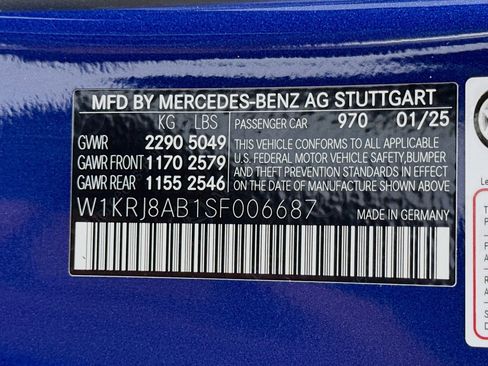 MFD BY MERCEDES-BENZ AG STUTTGART
KG LBS PASSENGER CAR 970 01/25
GVWR 2290 5049
GAWR FRONT 1170 2579
GAWR REAR 1155 2546
THIS VEHICLE CONFORMS TO ALL APPLICABLE
U.S. FEDERAL MOTOR VEHICLE SAFETY,BUMPER
AND THEFT PREVENTION STANDARDS IN EFFECT
ON THE DATE OF MANUFACTURE SHOWN ABOVE.
W1KRJ8AB1SF006687 MADE IN GERMANY